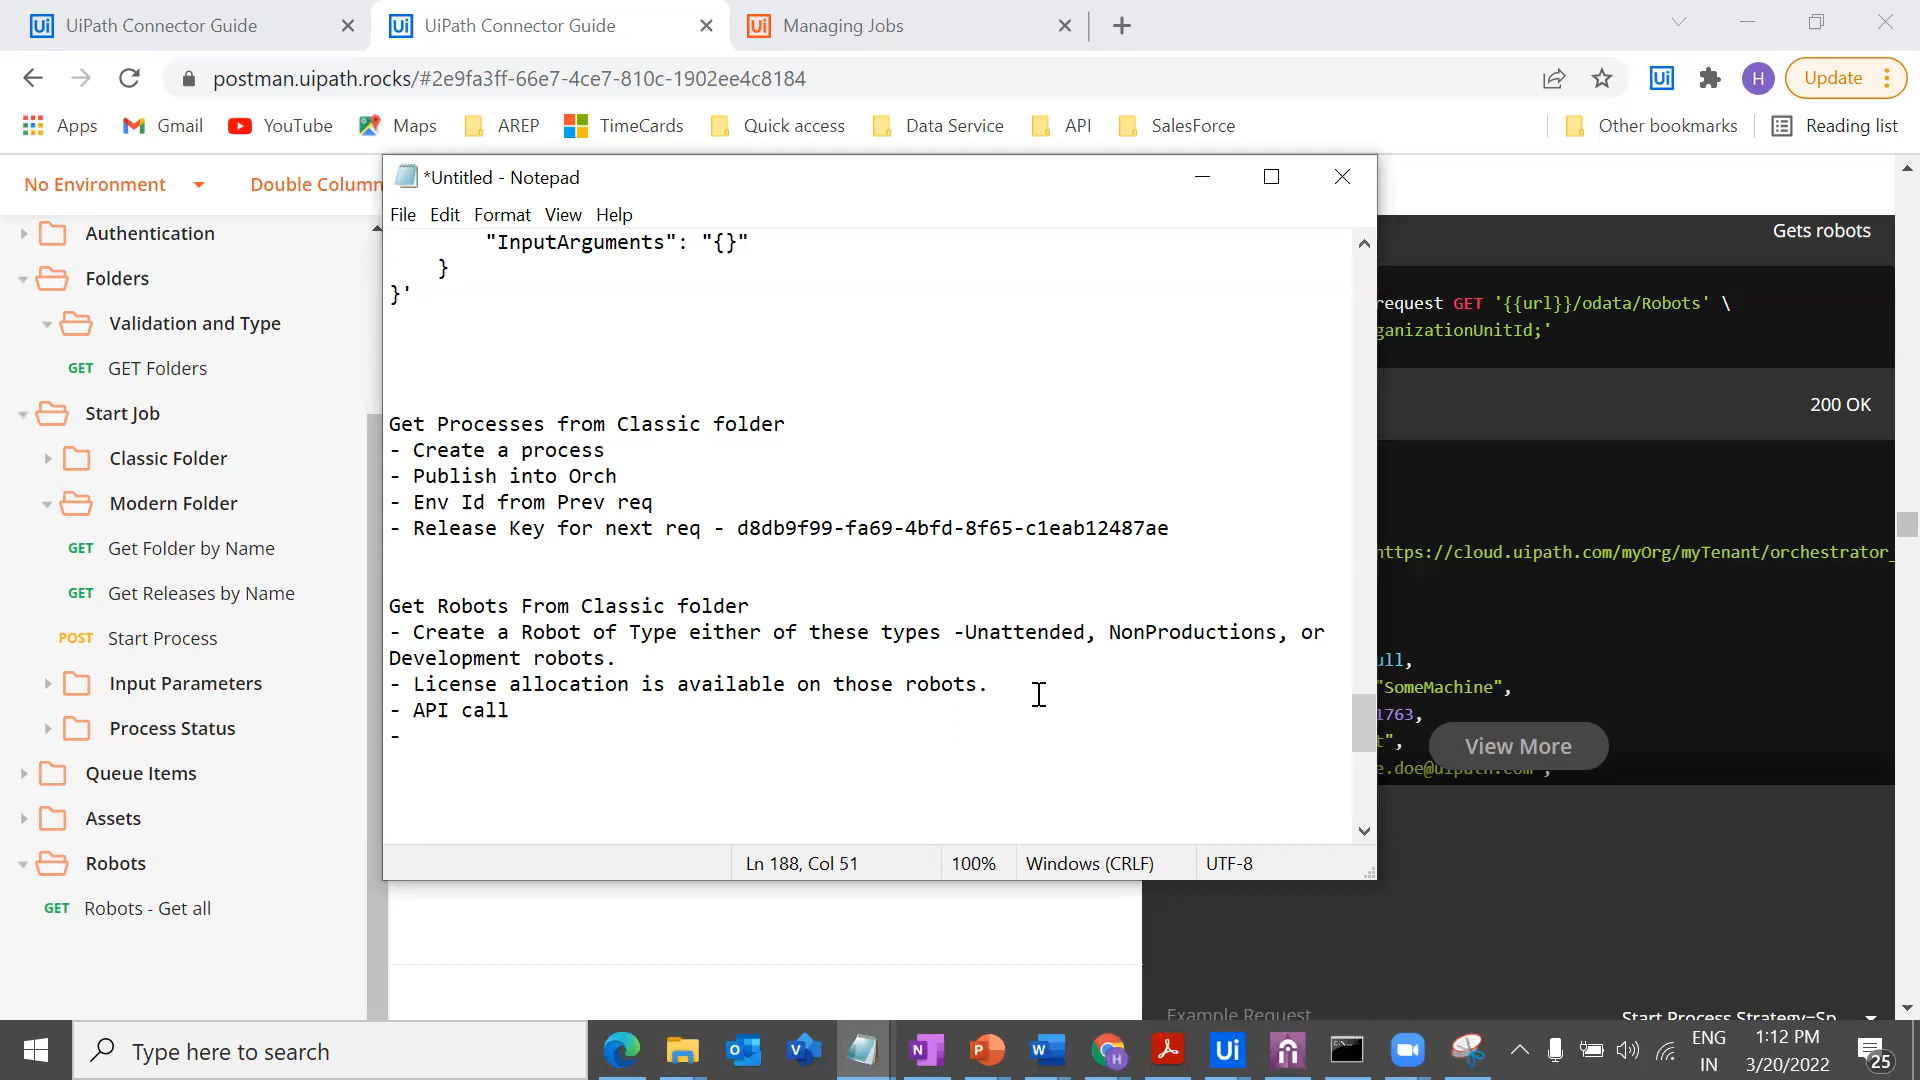 UiPath Connector Guide
UiPath Connector Guide
Managing Jobs
postman.uipath.rocks/#2e9fa3ff-66e7-4ce7-810c-1902ee4c8184
H
Update
Apps
Gmail
YouTube
Maps
AREP
TimeCards
Quick access
Data Service
API
SalesForce
Other bookmarks
Reading list
No Environment
Double Column
Authentication
Folders
Validation and Type
GET GET Folders
Start Job
Classic Folder
Modern Folder
GET Get Folder by Name
GET Get Releases by Name
POST Start Process
Input Parameters
Process Status
Queue Items
Assets
Robots
GET Robots - Get all
*Untitled - Notepad
File Edit Format View Help
"InputArguments": "{}"
}
}'
Get Processes from Classic folder
- Create a process
- Publish into Orch
- Env Id from Prev req
- Release Key for next req - d8db9f99-fa69-4bfd-8f65-c1eab12487ae
Get Robots From Classic folder
- Create a Robot of Type either of these types -Unattended, NonProductions, or
Development robots.
- License allocation is available on those robots.
- API call
-
Ln 188, Col 51
100%
Windows (CRLF)
UTF-8
Gets robots
request GET '{{url}}/odata/Robots' \
ganizationUnitId;'
200 OK
https://cloud.uipath.com/myOrg/myTenant/orchestrator_
ull,
"SomeMachine",
1763,
t",
View More
e.doe@uipath.com",
Example Request
Start Process Strategy=Sp
Type here to search
ENG
IN
1:12 PM
3/20/2022
25